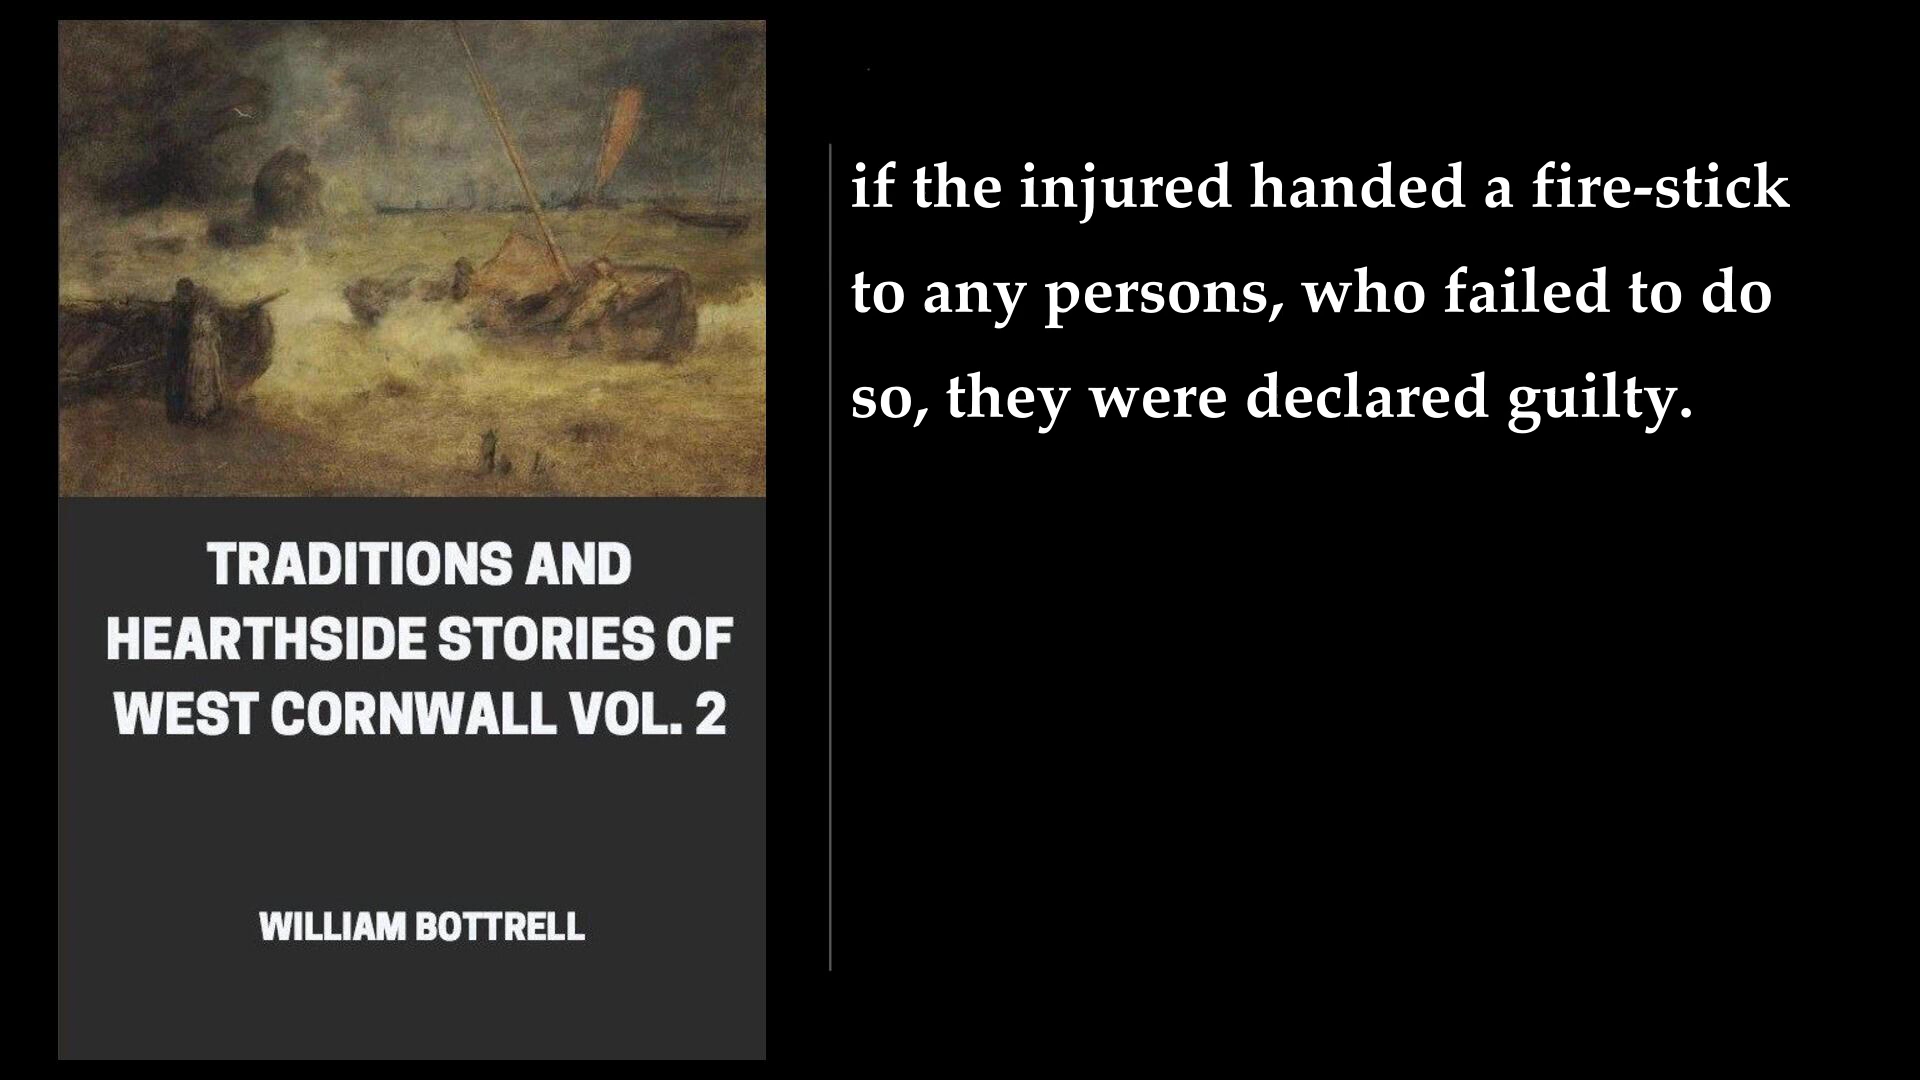 TRADITIONS AND
HEARTHSIDE STORIES OF
WEST CORNWALL VOL. 2
WILLIAM BOTTRELL
if the injured handed a fire-stick
to any persons, who failed to do
so, they were declared guilty.